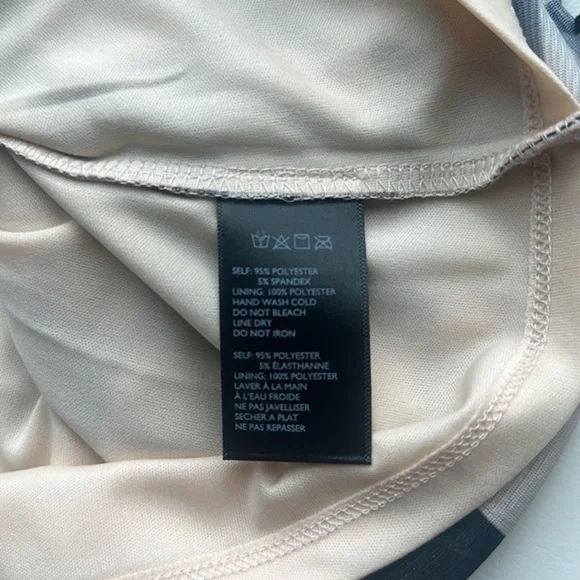 SELF: 95% POLYESTER
5% SPANDEX
LINING: 100% POLYESTER
HAND WASH COLD
DO NOT BLEACH
LINE DRY
DO NOT IRON
SELF: 95% POLYESTER
5% ÉLASTHANNE
LINING: 100% POLYESTER
LAVER À LA MAIN
À L'EAU FROIDE
NE PAS JAVELLISER
SECHER A PLAT
NE PAS REPASSER